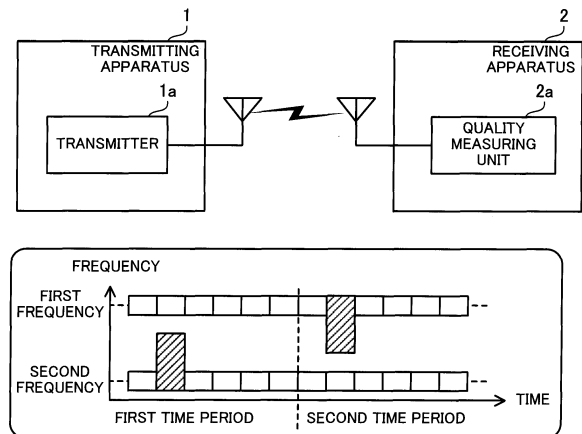 1
TRANSMITTING
APPARATUS
1a
TRANSMITTER
2
RECEIVING
APPARATUS
2a
QUALITY
MEASURING
UNIT
FREQUENCY
FIRST
FREQUENCY
SECOND
FREQUENCY
TIME
FIRST TIME PERIOD
SECOND TIME PERIOD